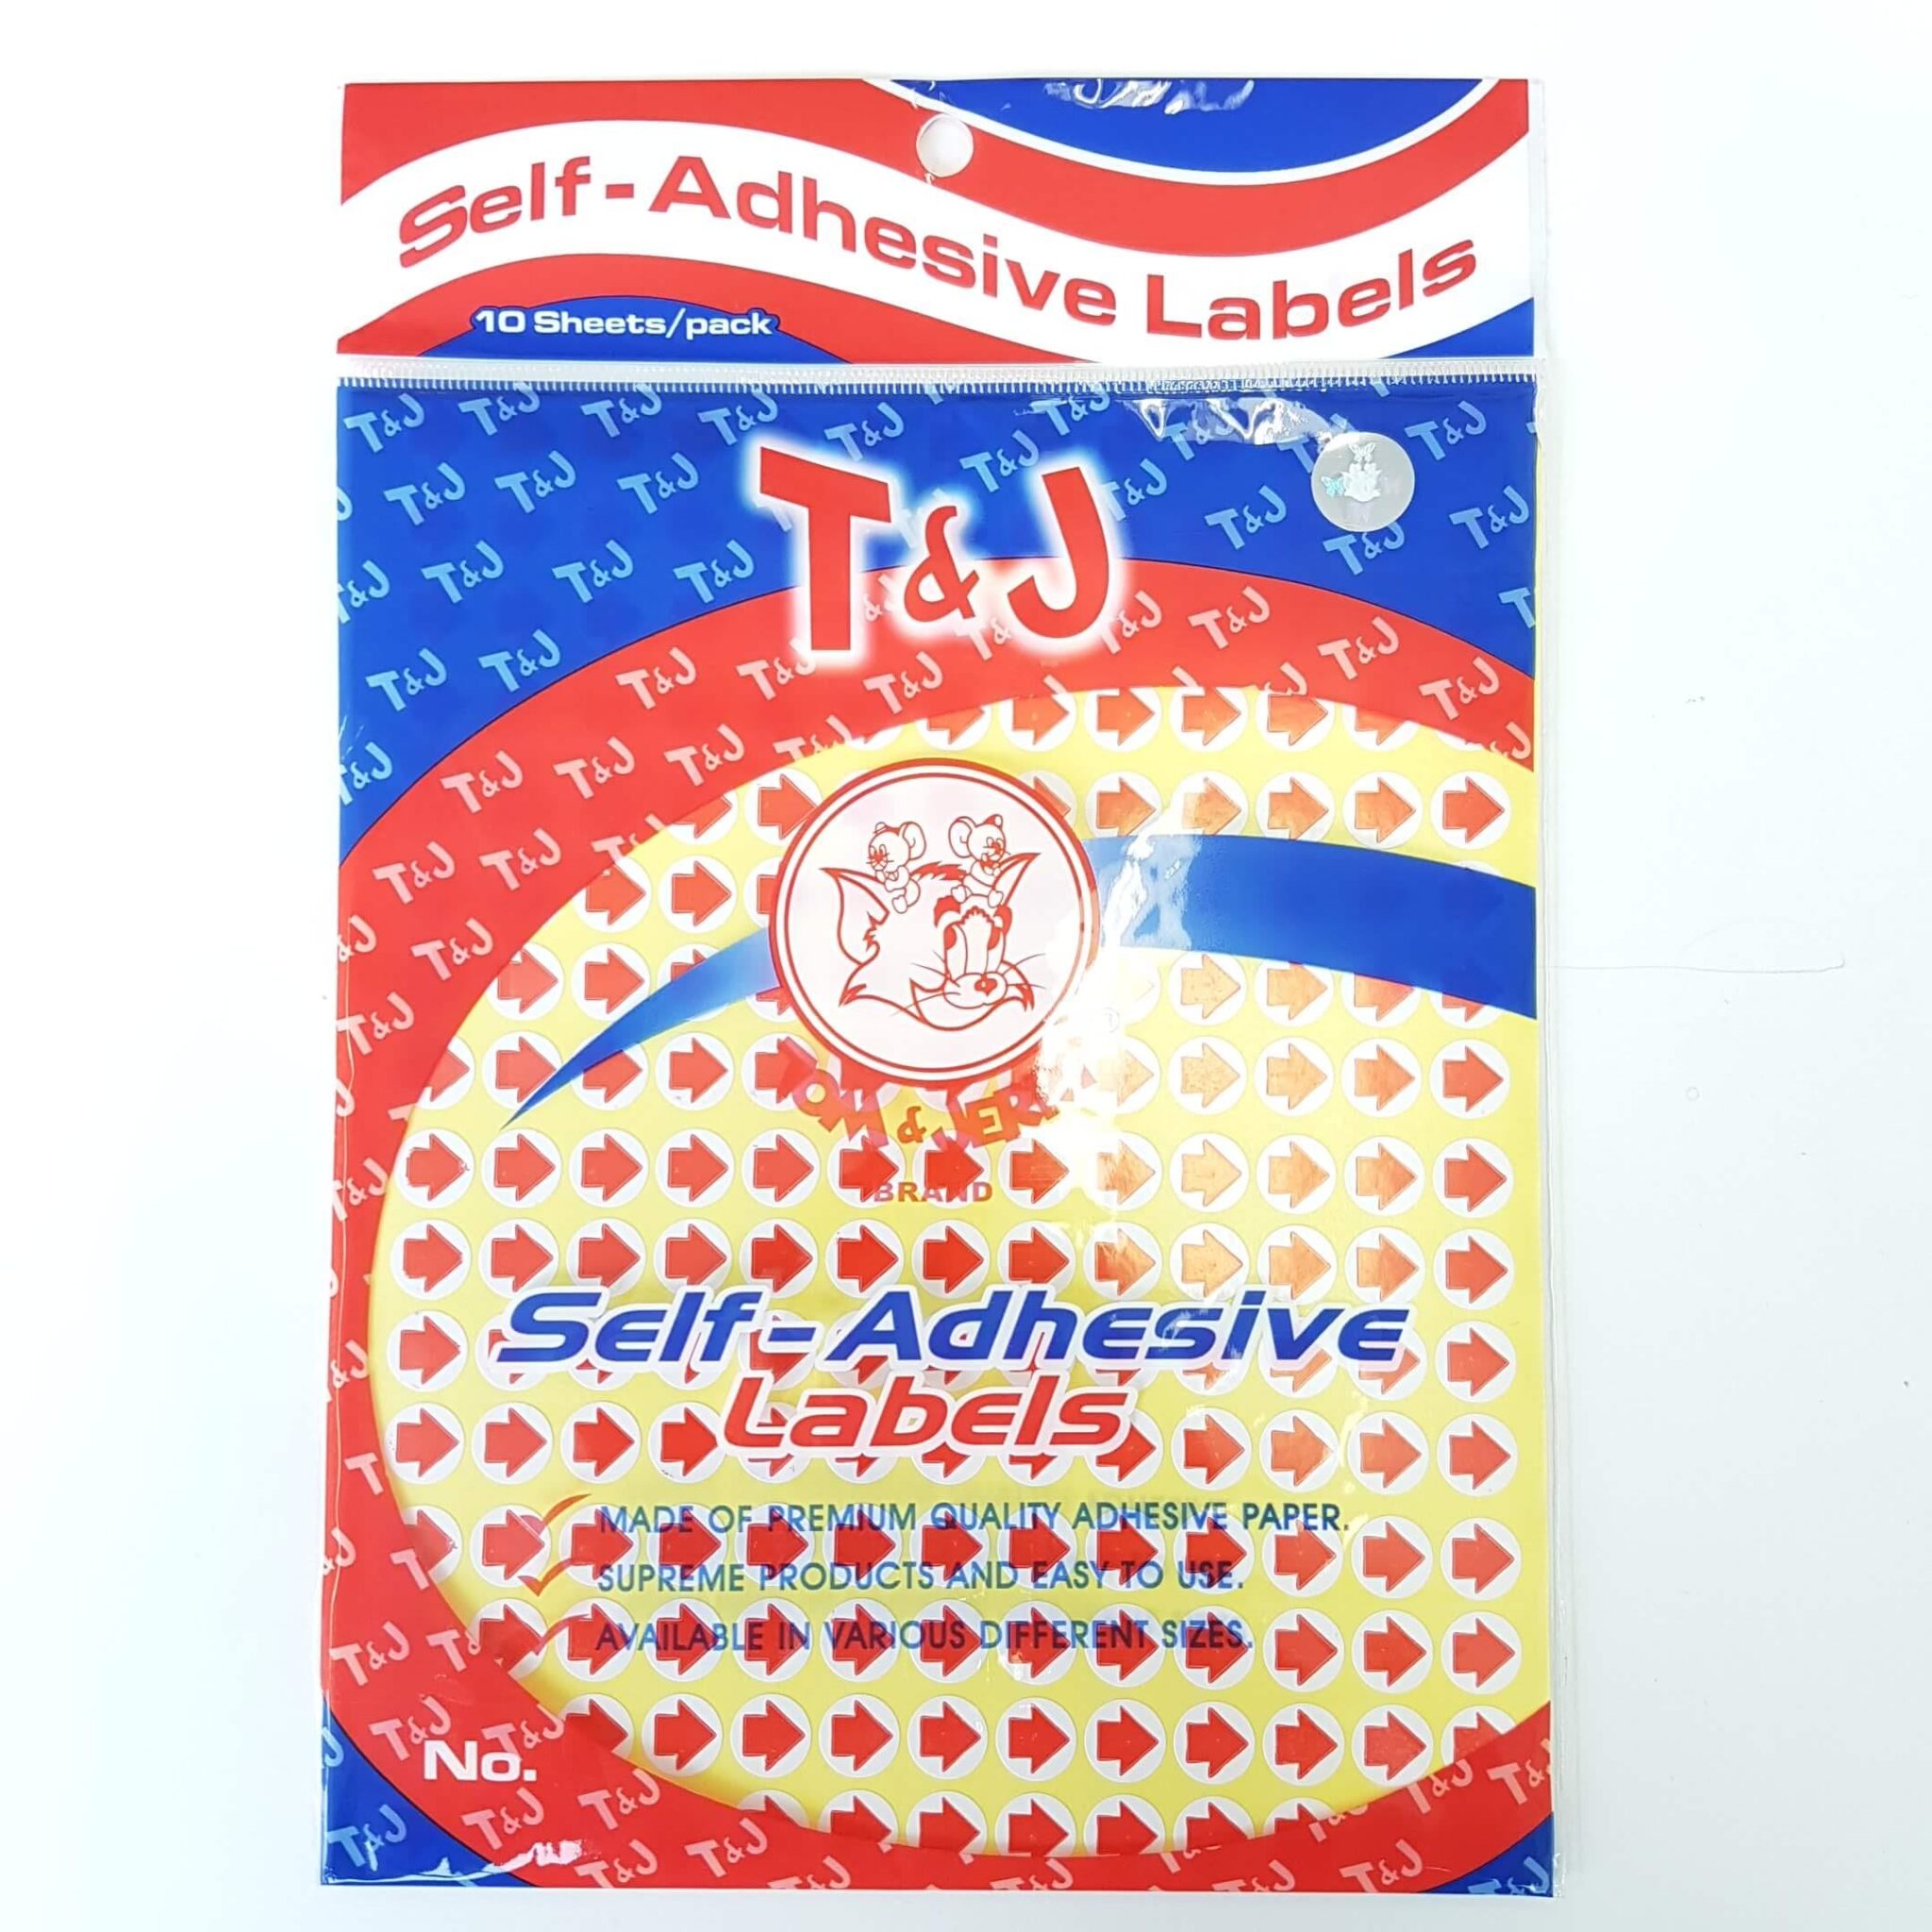 Self-Adhesive Labels
10 Sheets/pack
T&J
TOM & JERRY
BRAND
Self-Adhesive
Labels
MADE OF PREMIUM QUALITY ADHESIVE PAPER.
SUPREME PRODUCTS AND EASY TO USE.
AVAILABLE IN VARIOUS DIFFERENT SIZES.
No.